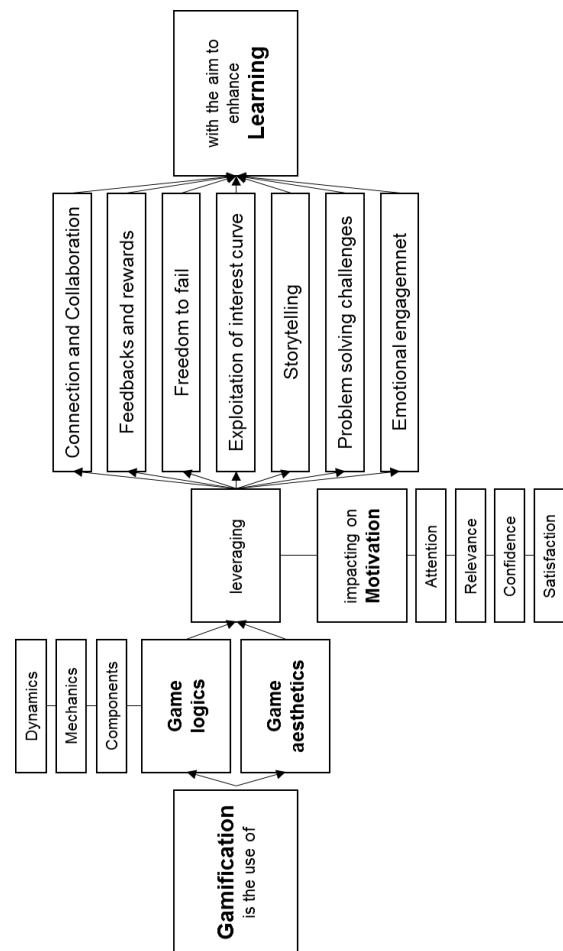 Gamification
is the use of
Dynamics
Mechanics
Components
Game
logics
Game
aesthetics
leveraging
impacting on
Motivation
Attention
Relevance
Confidence
Satisfaction
Connection and Collaboration
Feedbacks and rewards
Freedom to fail
Exploitation of interest curve
Storytelling
Problem solving challenges
Emotional engagemnet
with the aim to
enhance
Learning